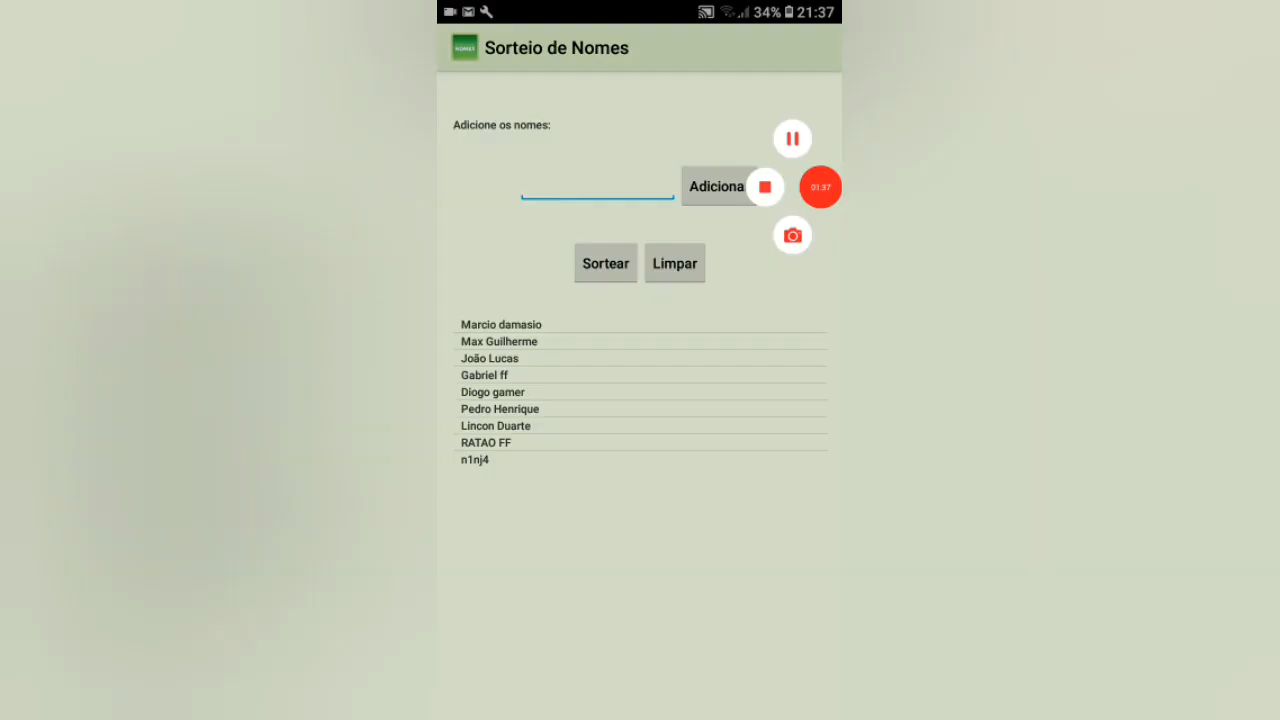 34% 21:37
NOMES Sorteio de Nomes
Adicione os nomes:
Adiciona
01:37
Sortear Limpar
Marcio damasio
Max Guilherme
João Lucas
Gabriel ff
Diogo gamer
Pedro Henrique
Lincon Duarte
RATAO FF
n1nj4